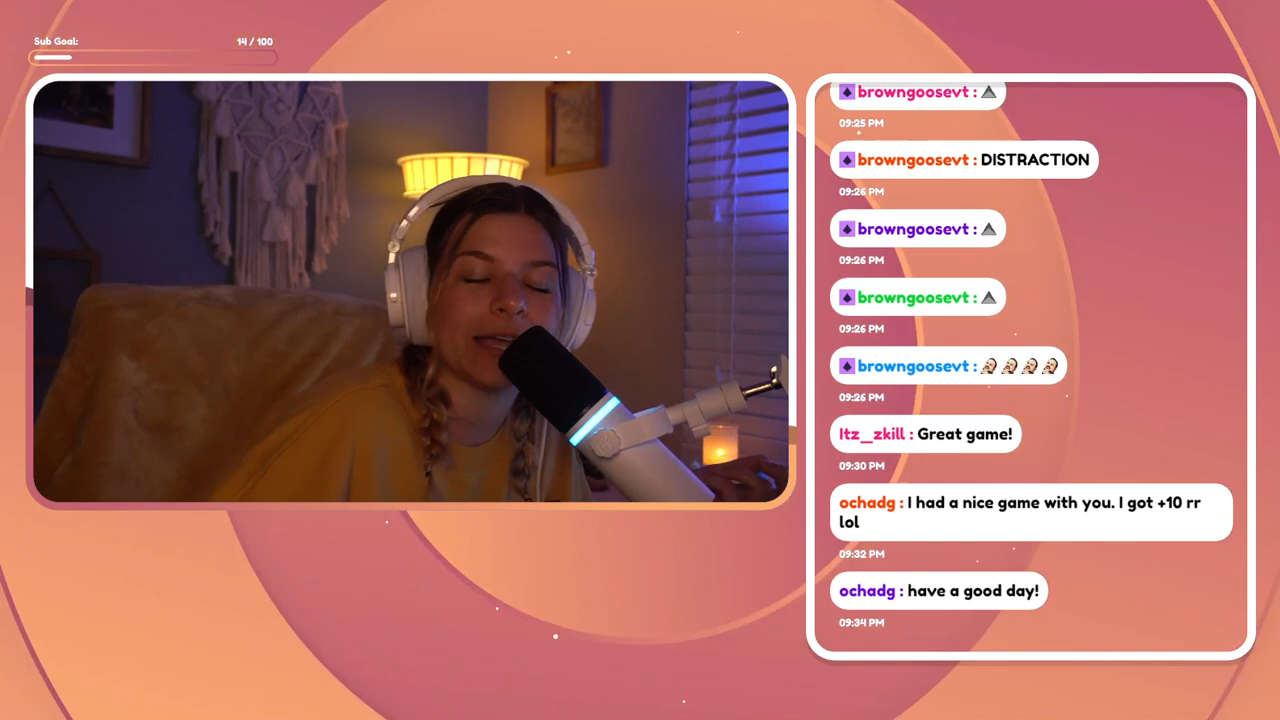 Sub Goal:
14 / 100
browngoosevt :
09:25 PM
browngoosevt : DISTRACTION
09:26 PM
browngoosevt :
09:26 PM
browngoosevt :
09:26 PM
browngoosevt :
09:26 PM
Itz_zkill : Great game!
09:30 PM
ochadg : I had a nice game with you. I got +10 rr
lol
09:32 PM
ochadg : have a good day!
09:34 PM